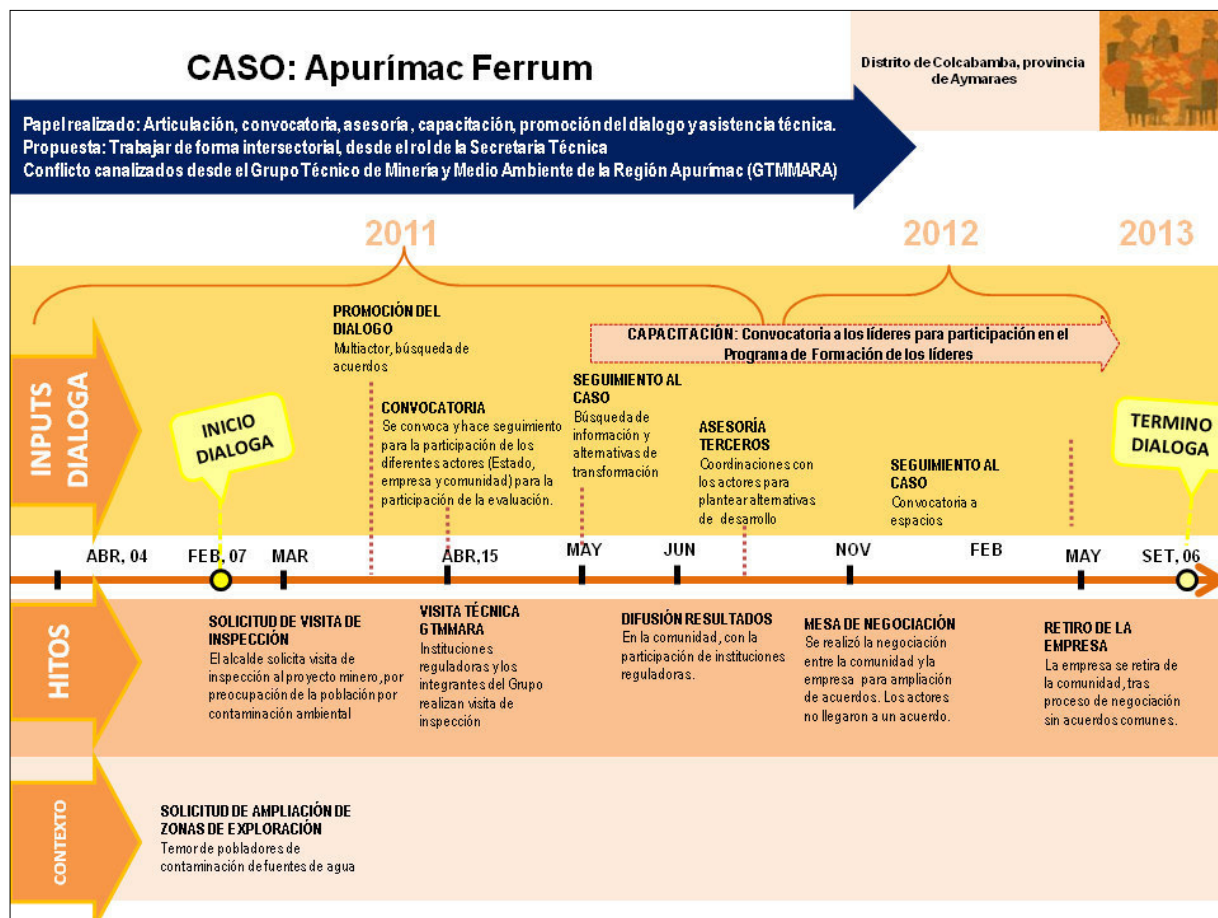 CASO: Apurímac Ferrum
Distrito de Colcabamba, provincia
de Aymaraes
Papel realizado: Articulación, convocatoria, asesoría, capacitación, promoción del dialogo y asistencia técnica.
Propuesta: Trabajar de forma intersectorial, desde el rol de la Secretaria Técnica
Conflicto canalizados desde el Grupo Técnico de Minería y Medio Ambiente de la Región Apurímac (GTMMARA)
2011
2012
2013
INPUTS
DIALOGA
INICIO
DIALOGA
PROMOCIÓN DEL
DIALOGO
Multiactor, búsqueda de
acuerdos
CONVOCATORIA
Se convoca y hace seguimiento
para la participación de los
diferentes actores (Estado,
empresa y comunidad) para la
participación de la evaluación.
CAPACITACIÓN: Convocatoria a los líderes para participación en el
Programa de Formación de los líderes
SEGUIMIENTO AL
CASO
Búsqueda de
información y
alternativas de
transformación
ASESORÍA
TERCEROS
Coordinaciones con
los actores para
plantear alternativas
de desarrollo
SEGUIMIENTO AL
CASO
Convocatoria a
espacios
TERMINO
DIALOGA
ABR, 04
FEB, 07
MAR
ABR,15
MAY
JUN
NOV
FEB
MAY
SET, 06
HITOS
SOLICITUD DE VISITA DE
INSPECCIÓN
El alcalde solicita visita de
inspección al proyecto minero, por
preocupación de la población por
contaminación ambiental
VISITA TÉCNICA
GTMMARA
Instituciones
reguladoras y los
integrantes del Grupo
realizan visita de
inspección
DIFUSIÓN RESULTADOS
En la comunidad, con la
participación de instituciones
reguladoras.
MESA DE NEGOCIACIÓN
Se realizó la negociación
entre la comunidad y la
empresa para ampliación
de acuerdos. Los actores
no llegaron a un acuerdo.
RETIRO DE LA
EMPRESA
La empresa se retira de
la comunidad, tras
proceso de negociación
sin acuerdos comunes.
CONTEXTO
SOLICITUD DE AMPLIACIÓN DE
ZONAS DE EXPLORACIÓN
Temor de pobladores de
contaminación de fuentes de agua